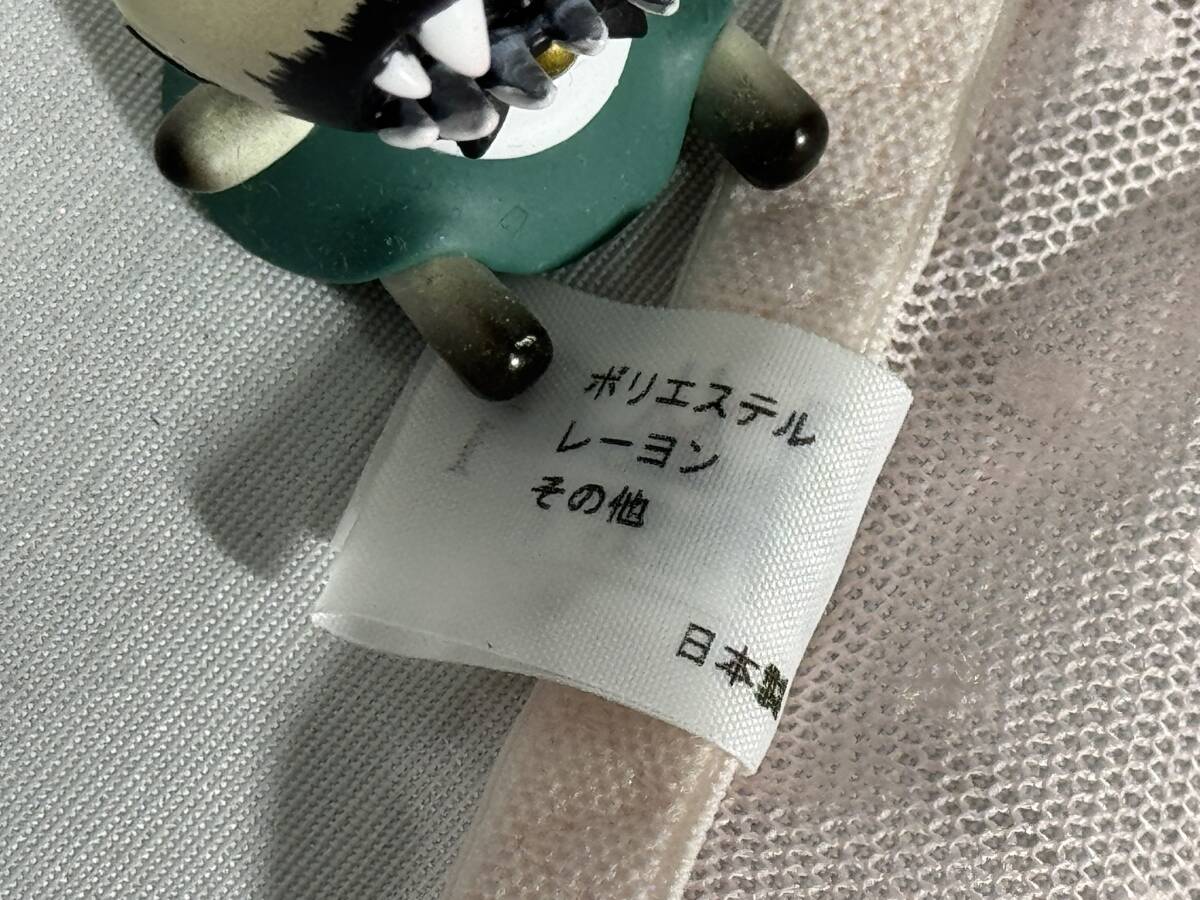 ポリエステル
レーヨン
その他
日本製